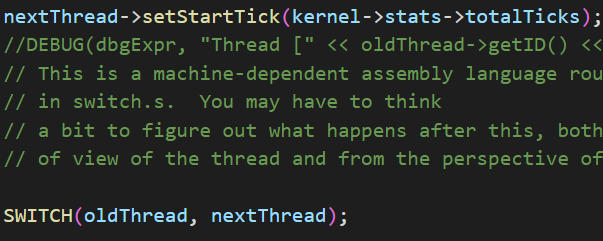 nextThread->setStartTick(kernel->stats->totalTicks);
//DEBUG(dbgExpr, "Thread [" << oldThread->getID() <<
// This is a machine-dependent assembly language rou
// in switch.s.  You may have to think
// a bit to figure out what happens after this, both
// of view of the thread and from the perspective of
SWITCH(oldThread, nextThread);